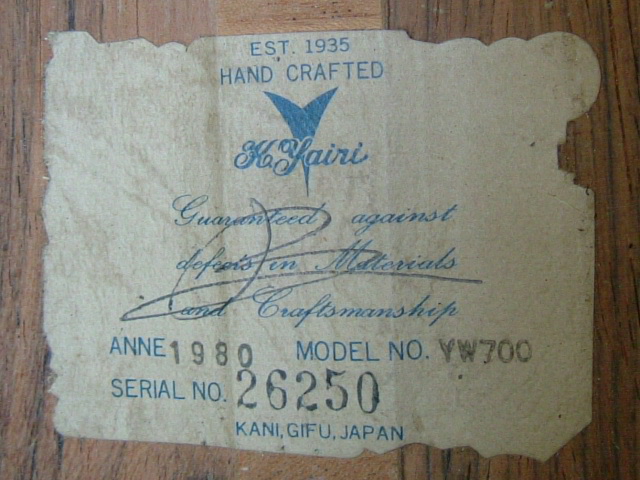 EST. 1935
HAND CRAFTED
K. Yairi
Guaranteed against
defects in Materials
and Craftsmanship
ANNE 1980 MODEL NO. YW700
SERIAL NO. 26250
KANI, GIFU, JAPAN